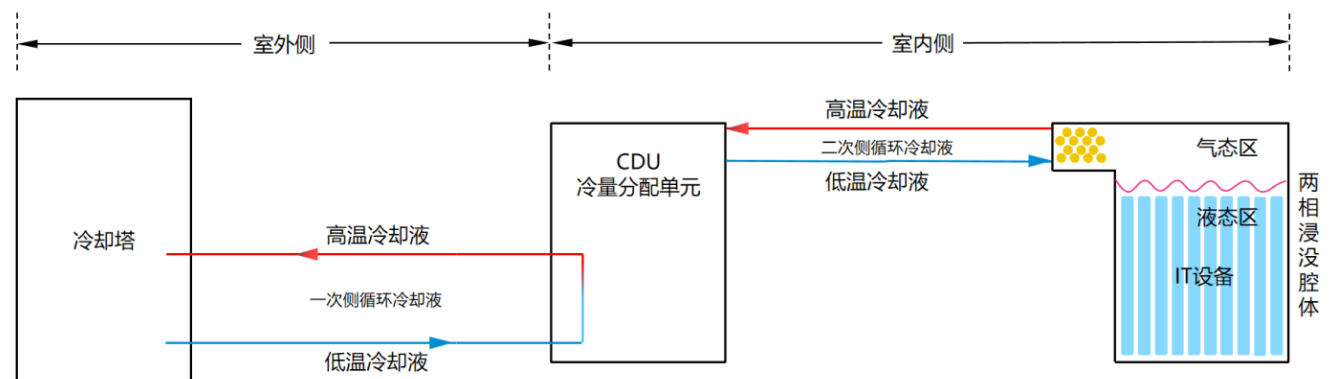 室外侧
室内侧
高温冷却液
二次侧循环冷却液
低温冷却液
CDU
冷量分配单元
气态区
液态区
IT设备
两相浸没腔体
冷却塔
高温冷却液
一次侧循环冷却液
低温冷却液